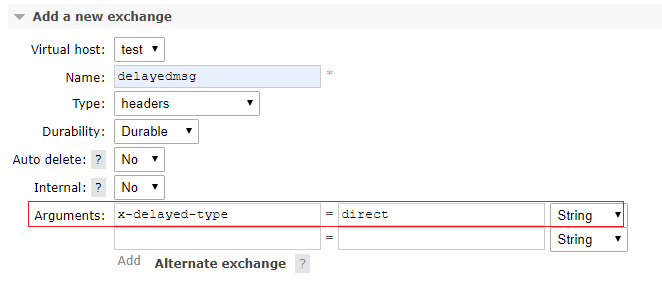 Add a new exchange
Virtual host: test
Name: delayedmsg *
Type: headers
Durability: Durable
Auto delete: ? No
Internal: ? No
Arguments: x-delayed-type = direct String
= String
Add Alternate exchange ?